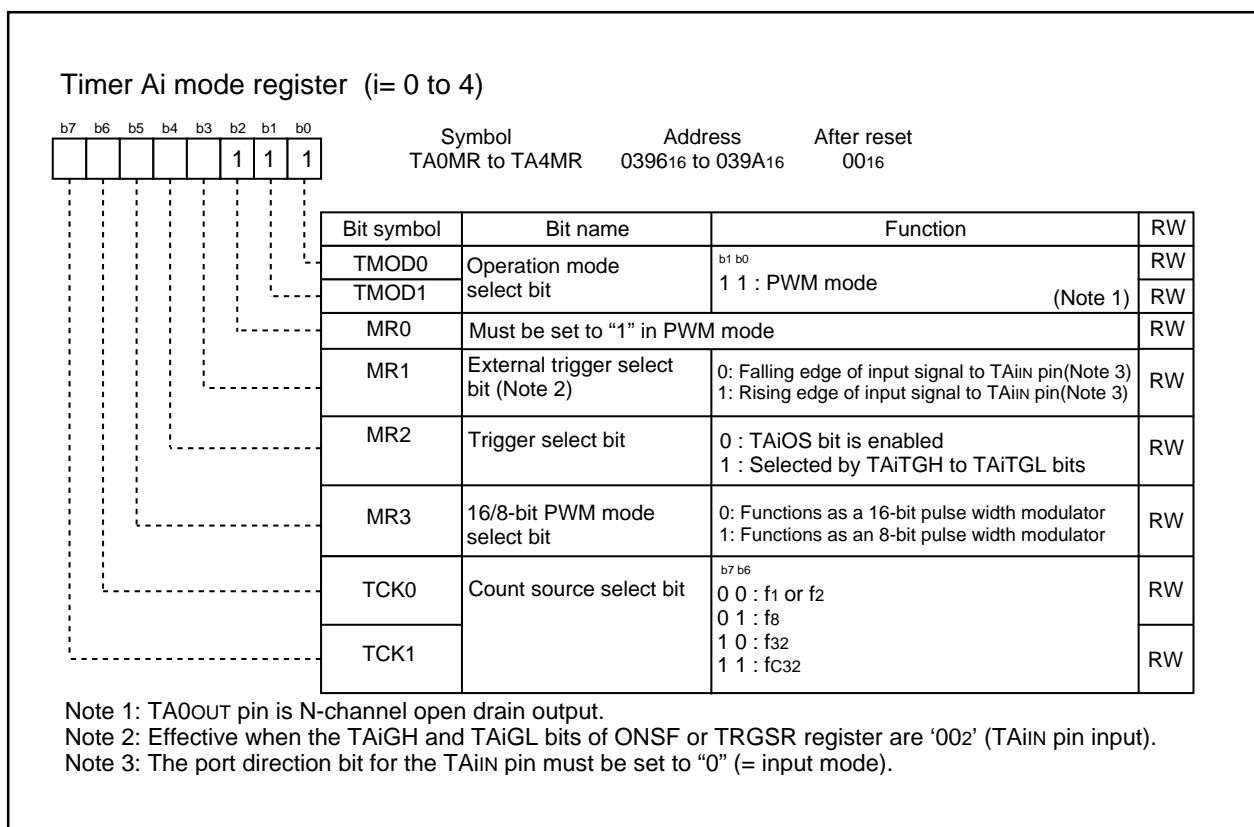 Timer Ai mode register (i= 0 to 4)
b7 b6 b5 b4 b3 b2 b1 b0
1 1 1
Symbol Address After reset
TA0MR to TA4MR 039616 to 039A16 0016
Bit symbol Bit name Function RW
TMOD0 Operation mode select bit b1 b0 RW
TMOD1 1 1 : PWM mode (Note 1) RW
MR0 Must be set to “1” in PWM mode RW
MR1 External trigger select bit (Note 2) 0: Falling edge of input signal to TAiIN pin(Note 3) RW
1: Rising edge of input signal to TAiIN pin(Note 3)
MR2 Trigger select bit 0 : TAiOS bit is enabled RW
1 : Selected by TAiTGH to TAiTGL bits
MR3 16/8-bit PWM mode select bit 0: Functions as a 16-bit pulse width modulator RW
1: Functions as an 8-bit pulse width modulator
b7 b6
TCK0 Count source select bit 0 0 : f1 or f2 RW
0 1 : f8
TCK1 1 0 : f32 RW
1 1 : fC32
Note 1: TA0OUT pin is N-channel open drain output.
Note 2: Effective when the TAiGH and TAiGL bits of ONSF or TRGSR register are ‘002’ (TAiIN pin input).
Note 3: The port direction bit for the TAiIN pin must be set to “0” (= input mode).